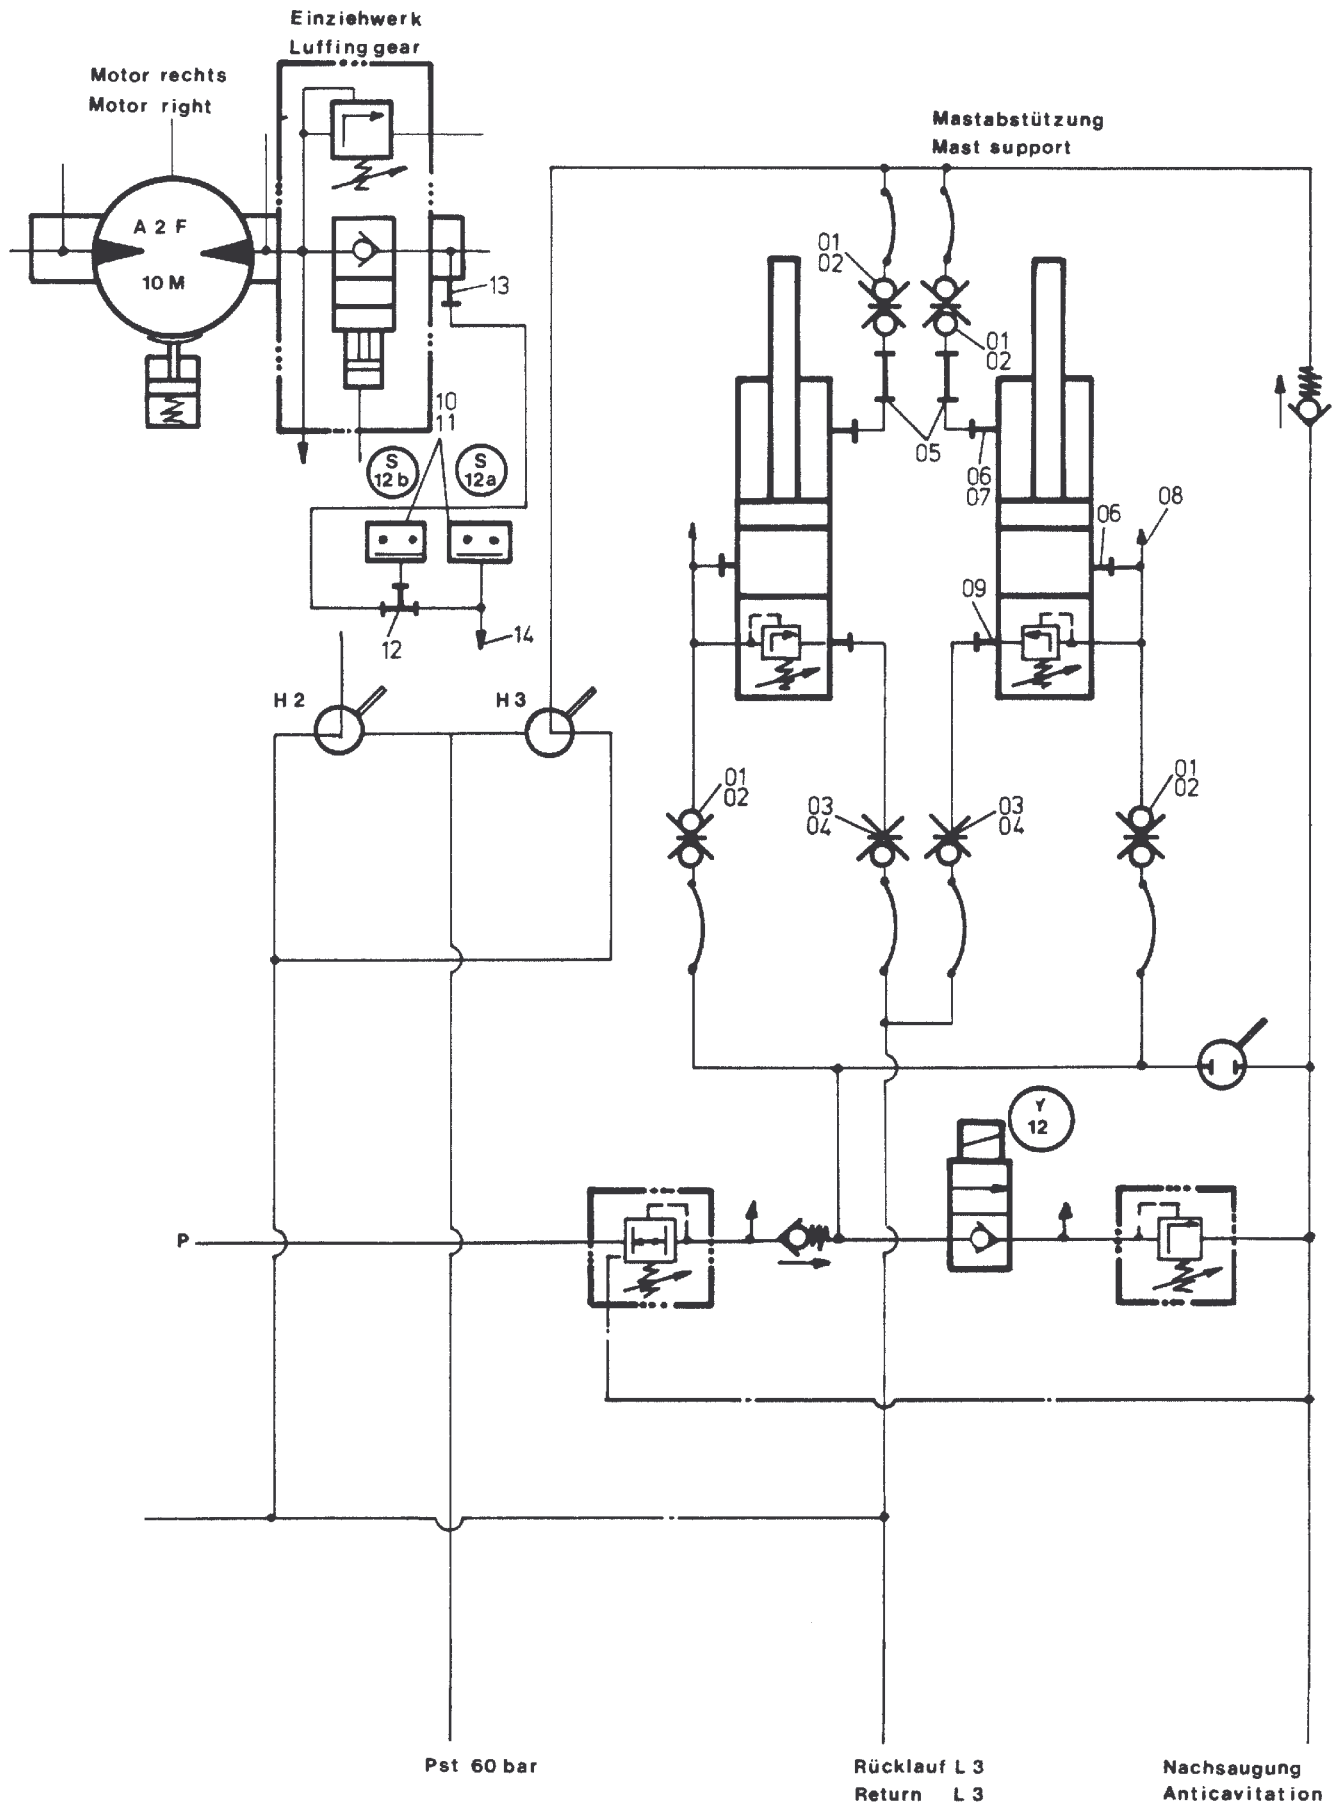 Einziehwerk
Luffing gear
Motor rechts
Motor right
Mastabstützung
Mast support
A 2 F
10 M
13
01
02
01
02
05
10
11
S
12 b
S
12a
06
07
06
08
09
12
14
H 2
H 3
01
02
03
04
03
04
01
02
Y
12
P
Pst 60 bar
Rücklauf L 3
Return L 3
Nachsaugung
Anticavitation